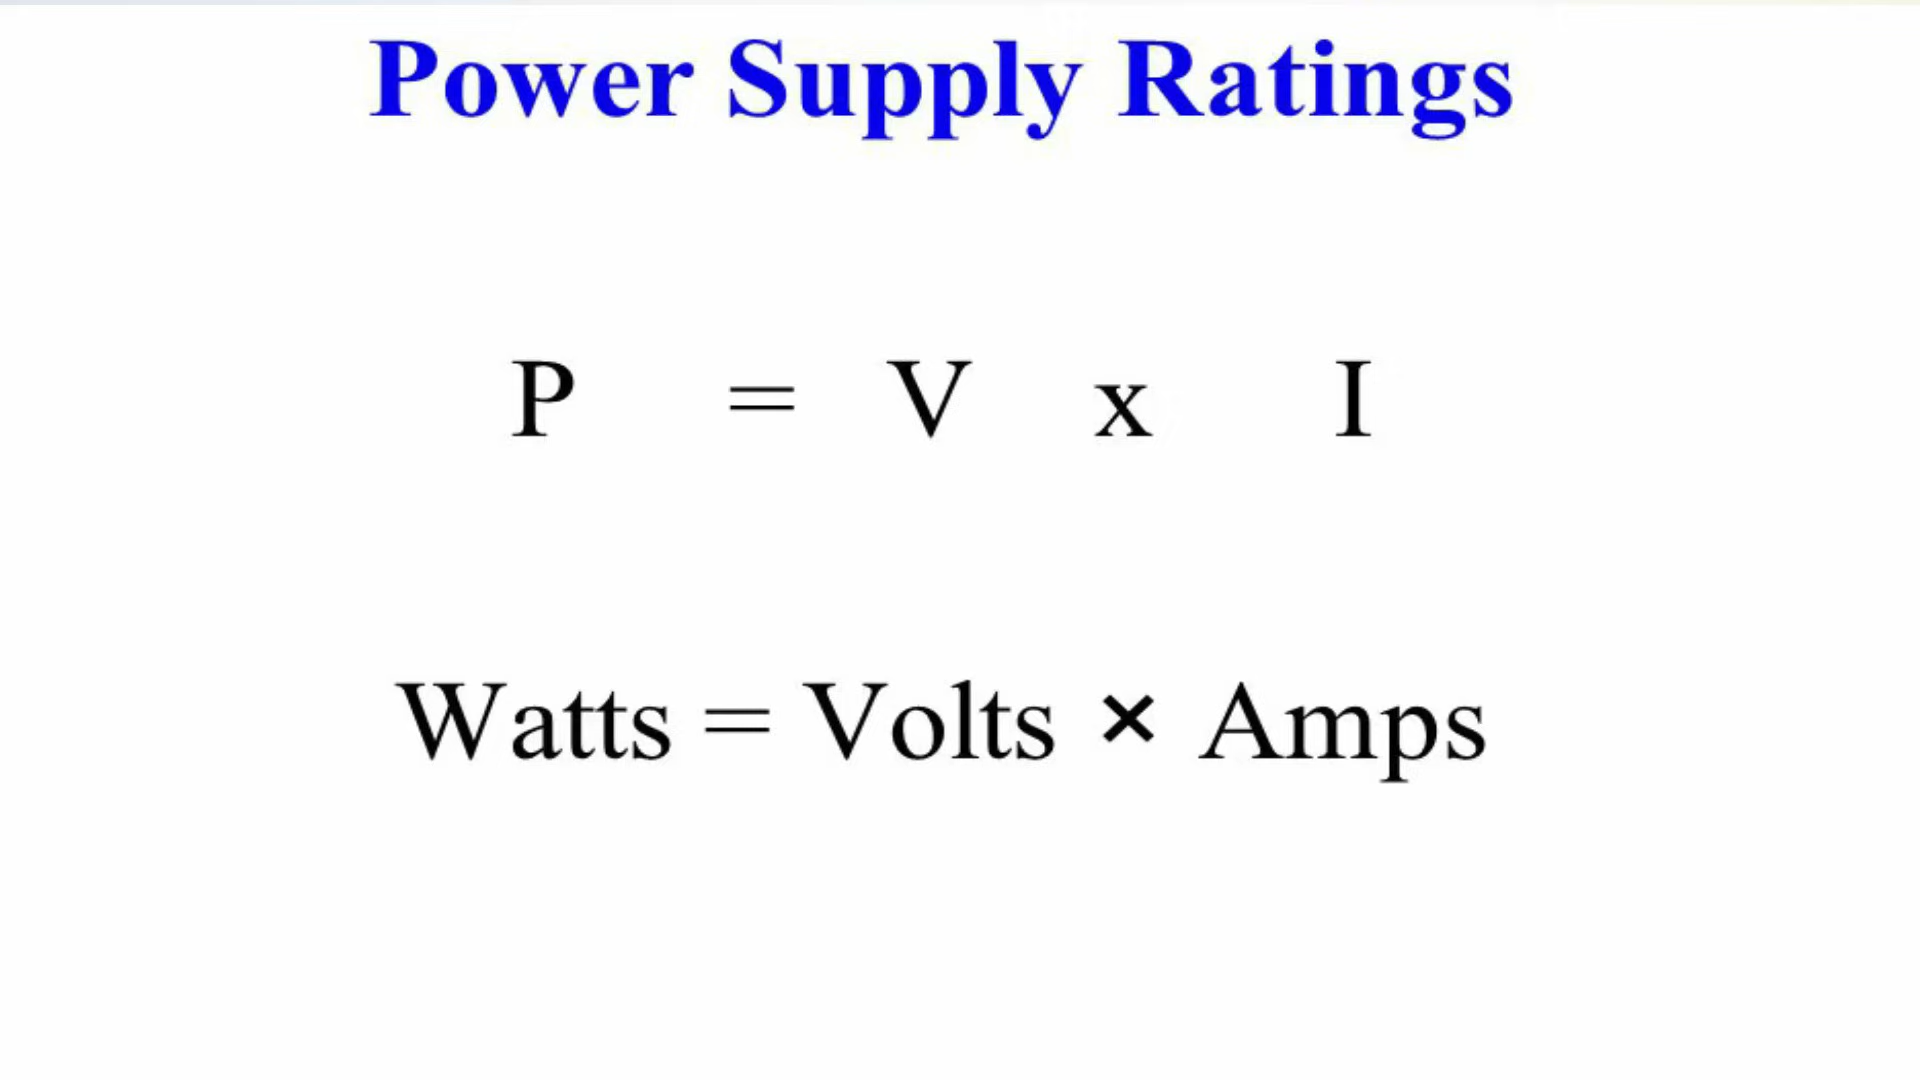 Power Supply Ratings
P = V x I
Watts = Volts × Amps